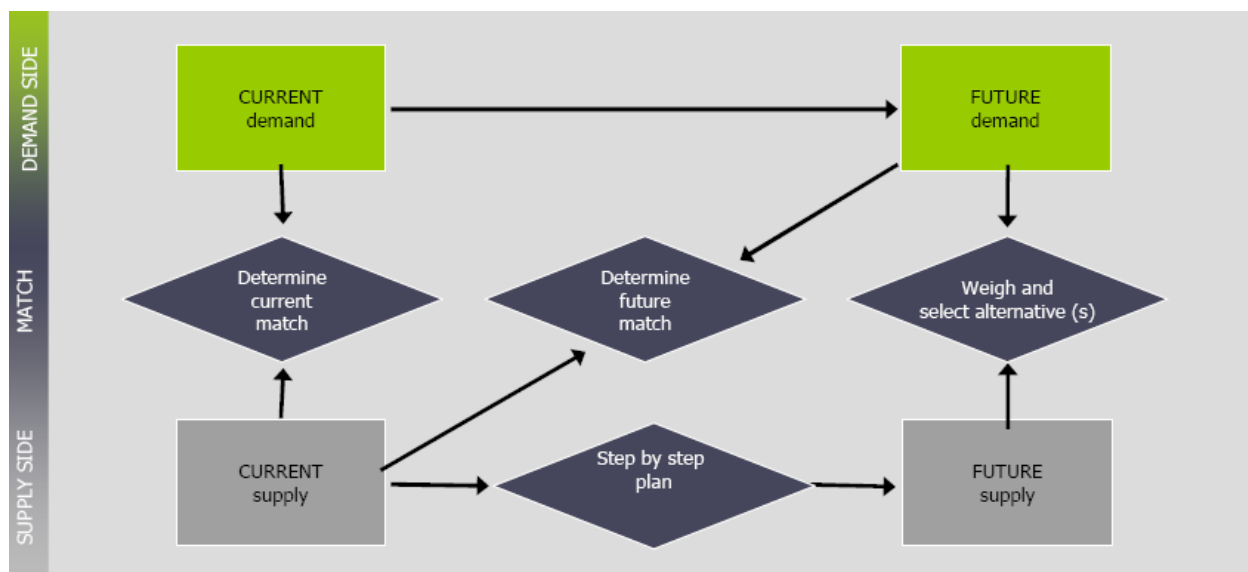 DEMAND SIDE
MATCH
SUPPLY SIDE
CURRENT
demand
FUTURE
demand
Determine
current
match
Determine
future
match
Weigh and
select alternative (s)
CURRENT
supply
Step by step
plan
FUTURE
supply